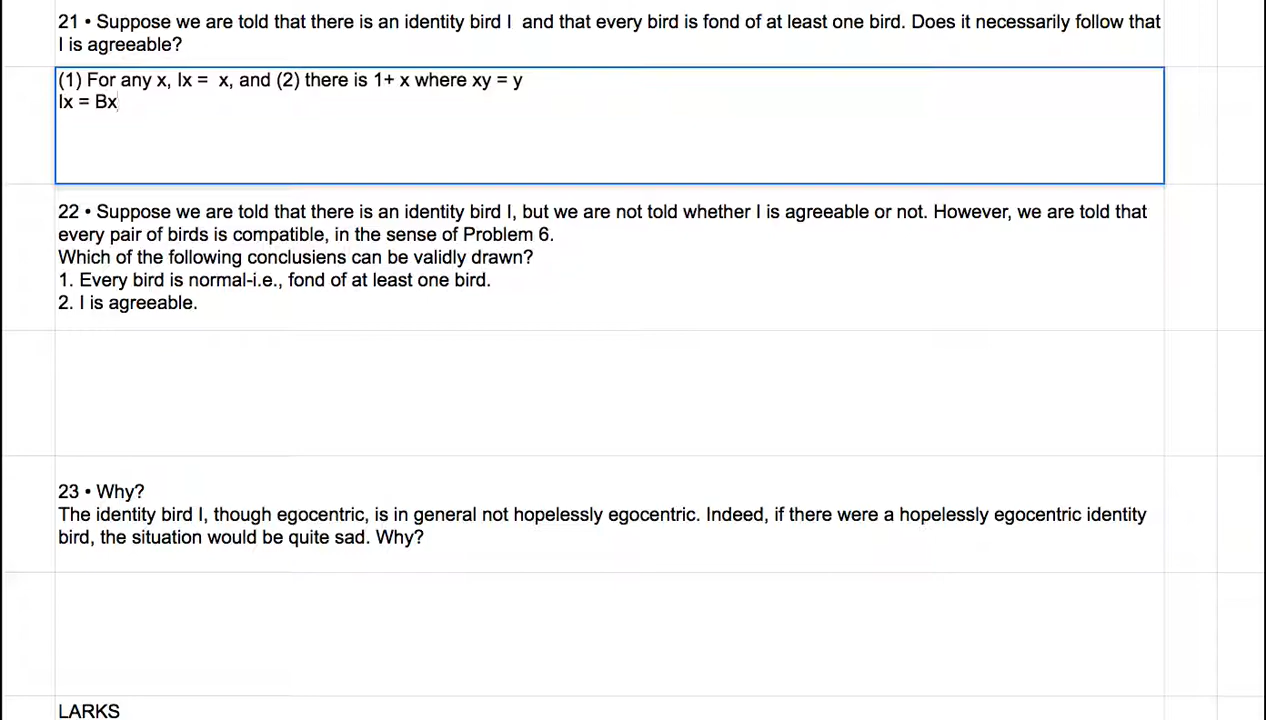 21 • Suppose we are told that there is an identity bird I  and that every bird is fond of at least one bird. Does it necessarily follow that
I is agreeable?
(1) For any x, Ix =  x, and (2) there is 1+ x where xy = y
Ix = Bx
22 • Suppose we are told that there is an identity bird I, but we are not told whether I is agreeable or not. However, we are told that
every pair of birds is compatible, in the sense of Problem 6.
Which of the following conclusiens can be validly drawn?
1. Every bird is normal-i.e., fond of at least one bird.
2. I is agreeable.
23 • Why?
The identity bird I, though egocentric, is in general not hopelessly egocentric. Indeed, if there were a hopelessly egocentric identity
bird, the situation would be quite sad. Why?
LARKS